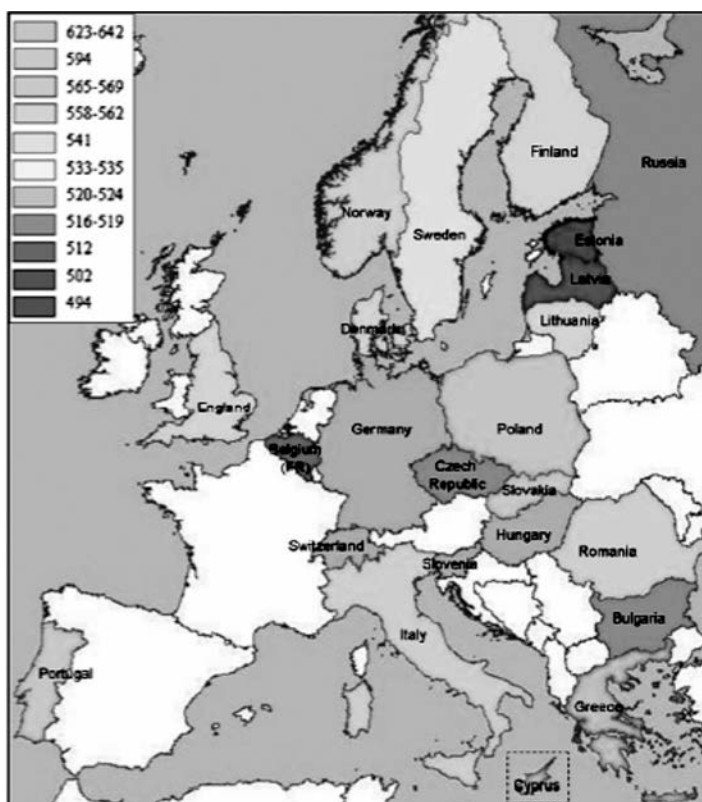 623-642
594
565-569
558-562
541
533-535
520-524
516-519
512
502
494
Finland
Russia
Norway
Sweden
Estonia
Latvia
Lithuania
Denmark
England
Germany
Poland
Belgium
(FR)
Czech
Republic
Slovakia
Switzerland
Hungary
Slovenia
Romania
Italy
Bulgaria
Portugal
Greece
Cyprus